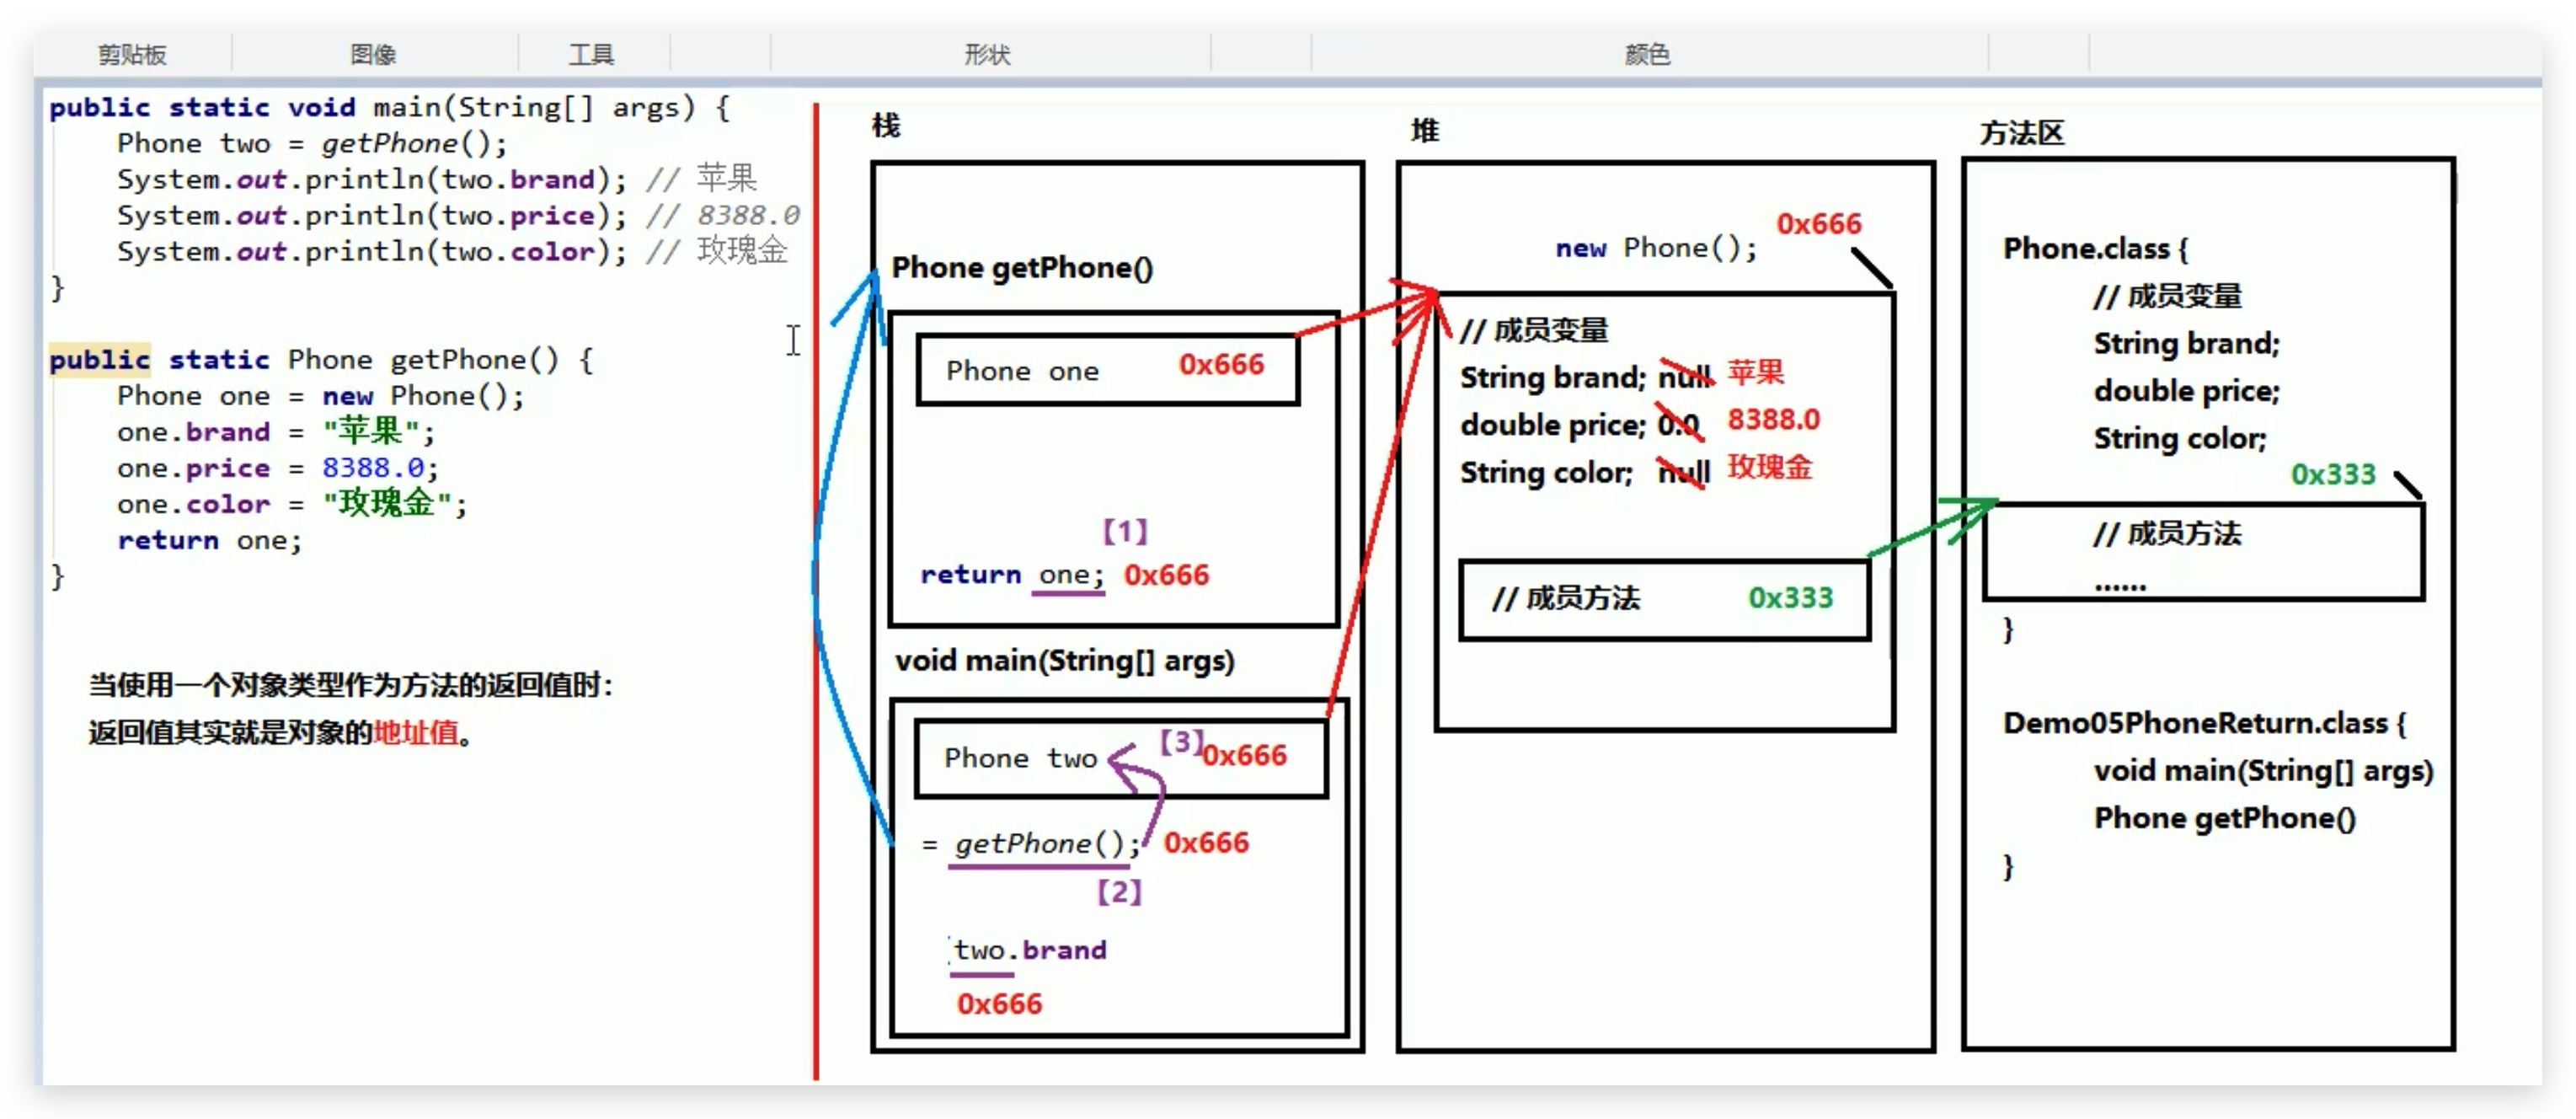 剪贴板 图像 工具 形状 颜色
public static void main(String[] args) {
Phone two = getPhone();
System.out.println(two.brand); // 苹果
System.out.println(two.price); // 8388.0
System.out.println(two.color); // 玫瑰金
}
public static Phone getPhone() {
Phone one = new Phone();
one.brand = "苹果";
one.price = 8388.0;
one.color = "玫瑰金";
return one;
}
当使用一个对象类型作为方法的返回值时：
返回值其实就是对象的地址值。
栈
Phone getPhone()
Phone one 0x666
【1】
return one; 0x666
void main(String[] args)
Phone two 【3】 0x666
= getPhone(); 0x666
【2】
two.brand
0x666
堆
0x666
new Phone();
// 成员变量
String brand; null 苹果
double price; 0.0 8388.0
String color; null 玫瑰金
// 成员方法 0x333
方法区
Phone.class {
// 成员变量
String brand;
double price;
String color;
0x333
// 成员方法
......
}
Demo05PhoneReturn.class {
void main(String[] args)
Phone getPhone()
}